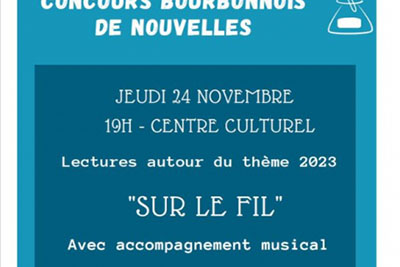 CONCOURS BOURBONNOIS
DE NOUVELLES
JEUDI 24 NOVEMBRE
19H - CENTRE CULTUREL
Lectures autour du thème 2023
"SUR LE FIL"
Avec accompagnement musical